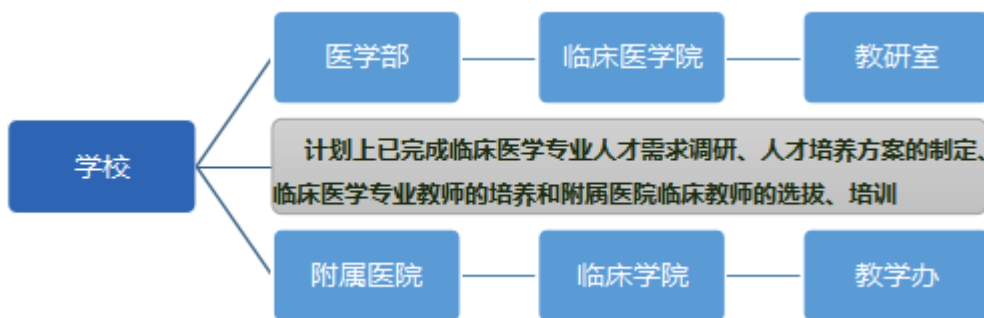 医学部
临床医学院
教研室
学校
计划上已完成临床医学专业人才需求调研、人才培养方案的制定、
临床医学专业教师的培养和附属医院临床教师的选拔、培训
附属医院
临床学院
教学办